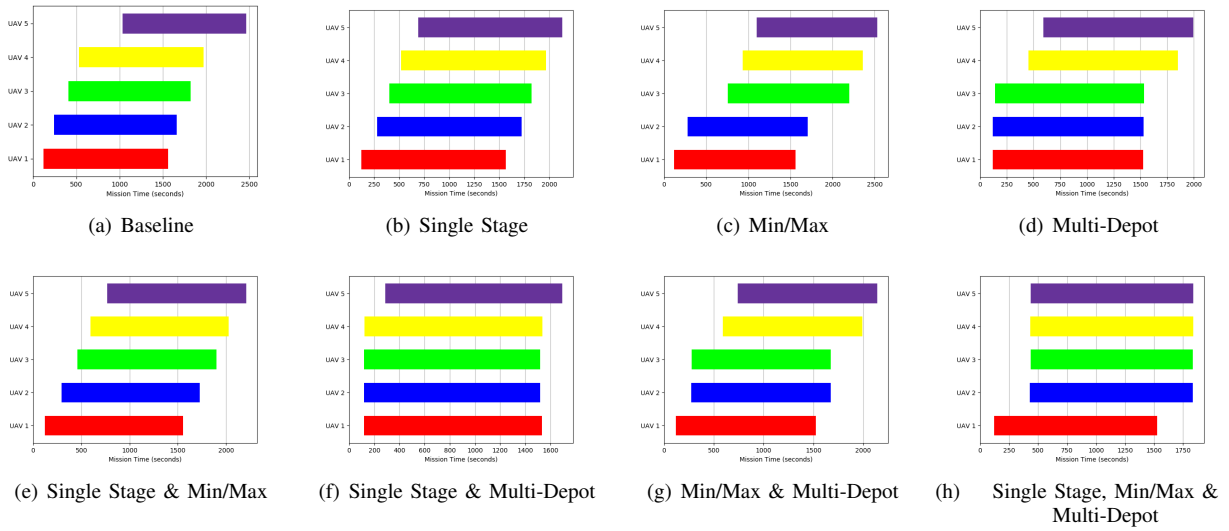 UAV 5
UAV 4
UAV 3
UAV 2
UAV 1
0 500 1000 1500 2000 2500
Mission Time (seconds)
(a) Baseline
UAV 5
UAV 4
UAV 3
UAV 2
UAV 1
0 250 500 750 1000 1250 1500 1750 2000
Mission Time (seconds)
(b) Single Stage
UAV 5
UAV 4
UAV 3
UAV 2
UAV 1
0 500 1000 1500 2000 2500
Mission Time (seconds)
(c) Min/Max
UAV 5
UAV 4
UAV 3
UAV 2
UAV 1
0 250 500 750 1000 1250 1500 1750 2000
Mission Time (seconds)
(d) Multi-Depot
UAV 5
UAV 4
UAV 3
UAV 2
UAV 1
0 500 1000 1500 2000
Mission Time (seconds)
(e) Single Stage & Min/Max
UAV 5
UAV 4
UAV 3
UAV 2
UAV 1
0 200 400 600 800 1000 1200 1400 1600
Mission Time (seconds)
(f) Single Stage & Multi-Depot
UAV 5
UAV 4
UAV 3
UAV 2
UAV 1
0 500 1000 1500 2000
Mission Time (seconds)
(g) Min/Max & Multi-Depot
UAV 5
UAV 4
UAV 3
UAV 2
UAV 1
0 250 500 750 1000 1250 1500 1750
Mission Time (seconds)
(h) Single Stage, Min/Max &
Multi-Depot